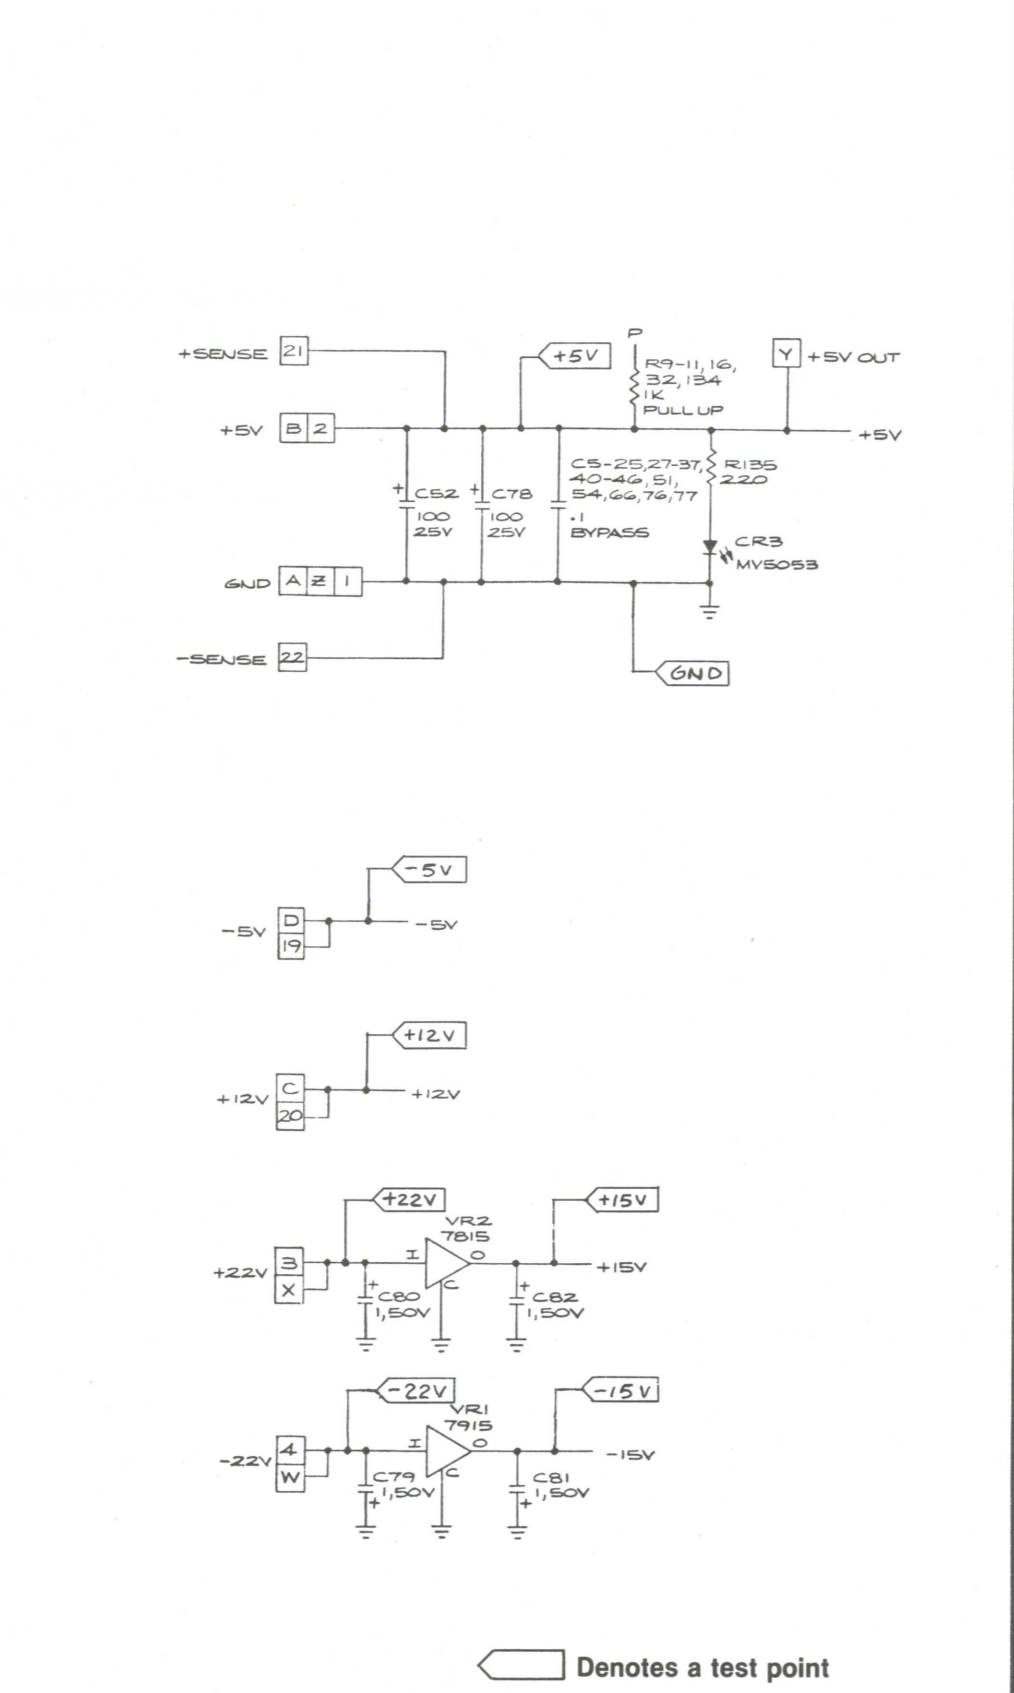 P
+SENSE 21
+5V
R9-11,16,
32,134
1K
PULL UP
Y +5V OUT
+5V B 2
+5V
C52
100
25V
+
C78
100
25V
+
C5-25,27-37,
40-46,51,
54,66,76,77
.1
BYPASS
R135
220
CR3
MV5053
GND A Z 1
-SENSE 22
GND
-5V
-5V D 19
-5V
+12V
+12V C 20
+12V
+22V
VR2
7815
+15V
+22V 3 X
I O C
+15V
+
C80
1,50V
+
C82
1,50V
-22V
VR1
7915
-15V
-22V 4 W
I O C
-15V
C79
1,50V
+
C81
1,50V
+
Denotes a test point